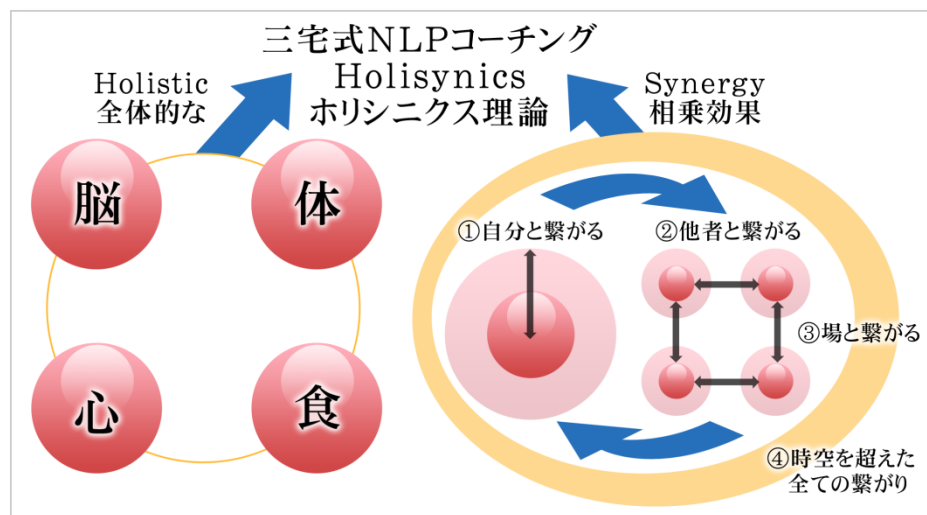 三宅式NLPコーチング
Holisynics
ホリシニクス理論
Holistic
全体的な
Synergy
相乗効果
脳
体
心
食
①自分と繋がる
②他者と繋がる
③場と繋がる
④時空を超えた
全ての繋がり